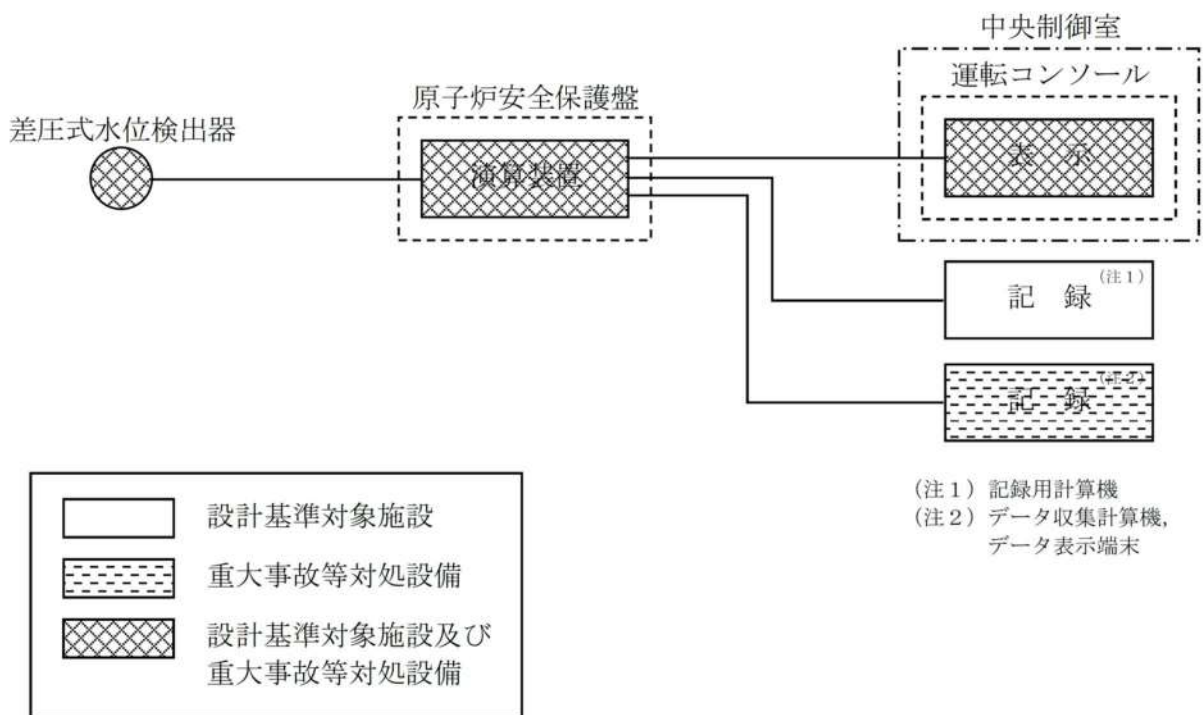 中央制御室
運転コンソール
原子炉安全保護盤
差圧式水位検出器
演算装置
表 示
記 録 (注1)
記 録 (注2)
(注1) 記録用計算機
(注2) データ収集計算機,
データ表示端末
設計基準対象施設
重大事故等対処設備
設計基準対象施設及び
重大事故等対処設備